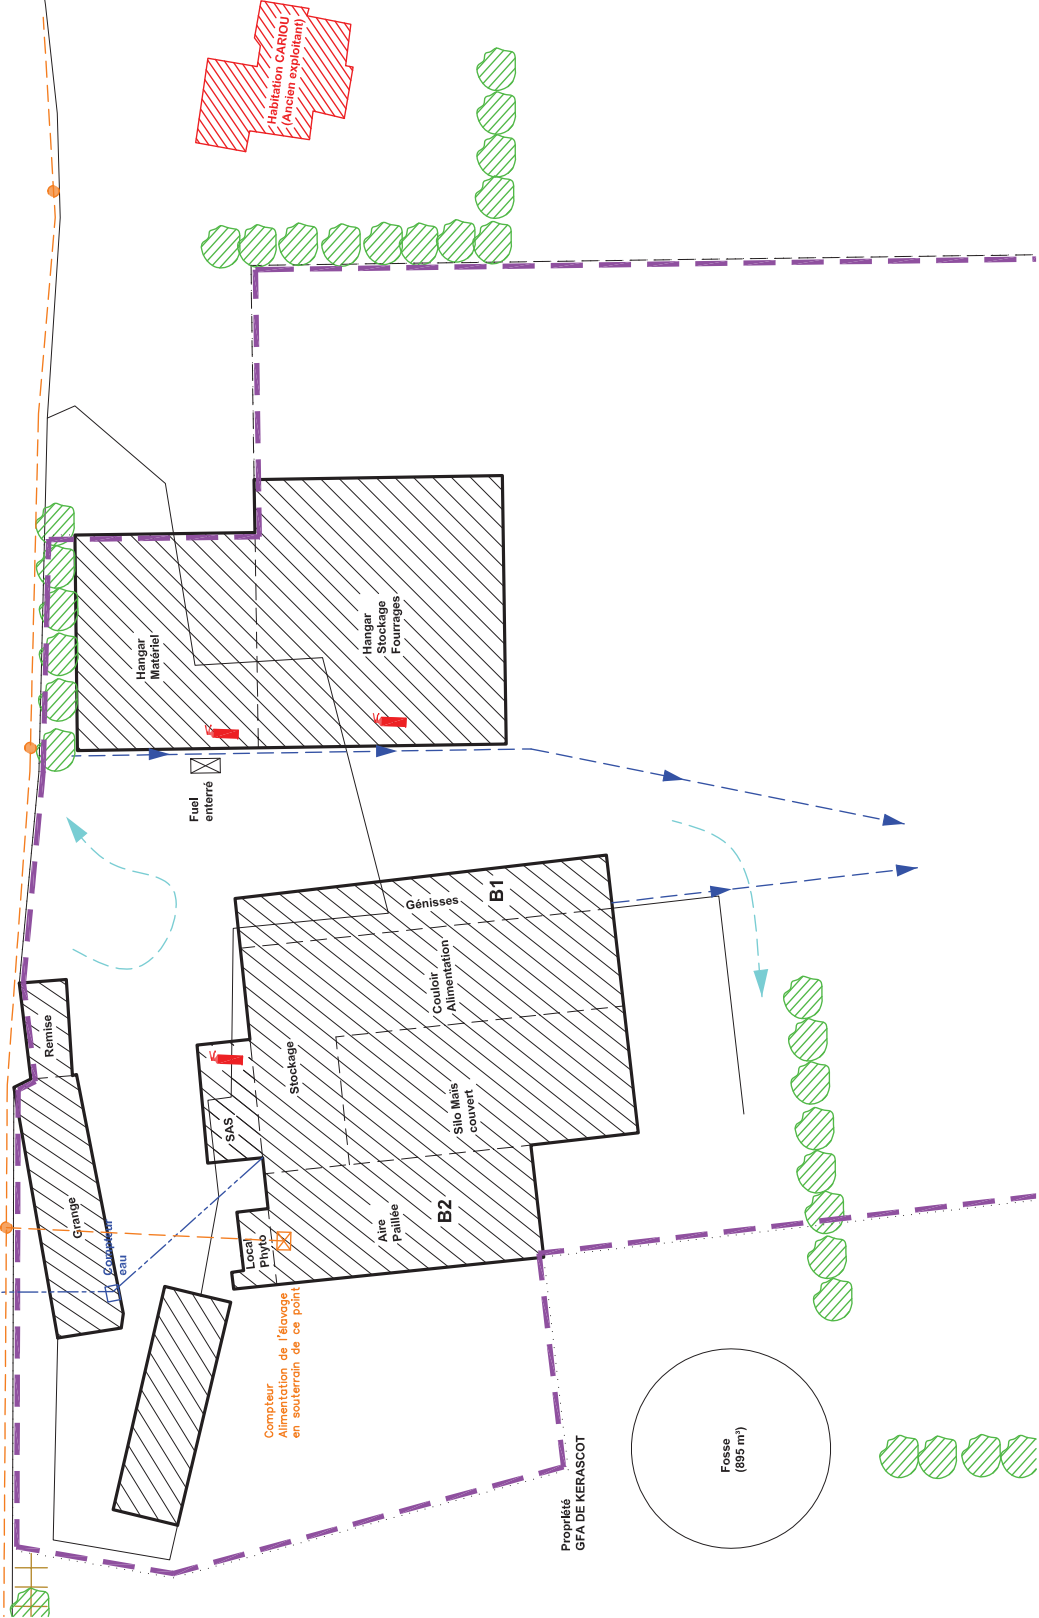 Habitation CARIOU
(Ancien exploitant)
Hangar
Matériel
Hangar
Stockage
Fourrages
Fuel
enterré
Génisses
B1
Couloir
Alimentation
Remise
Stockage
SAS
Silo Maïs
couvert
Grange
Compteur
eau
Local
Phyto
Aire
Paillée
B2
Compteur
Alimentation de l'élavage
en souterrain de ce point
Propriété
GFA DE KERASCOT
Fosse
(895 m³)